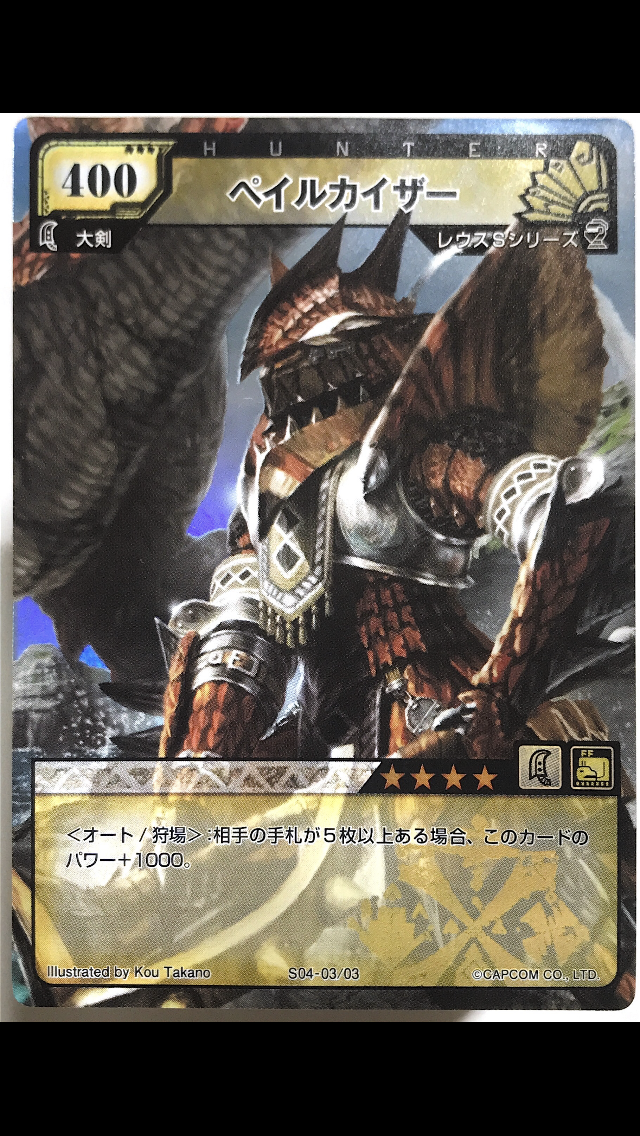 HUNTER
400
ペイルカイザー
大剣
レウスSシリーズ
2
FF
＜オート / 狩場＞：相手の手札が５枚以上ある場合、このカードの
パワー＋1000。
Illustrated by Kou Takano
S04-03/03
©CAPCOM CO., LTD.